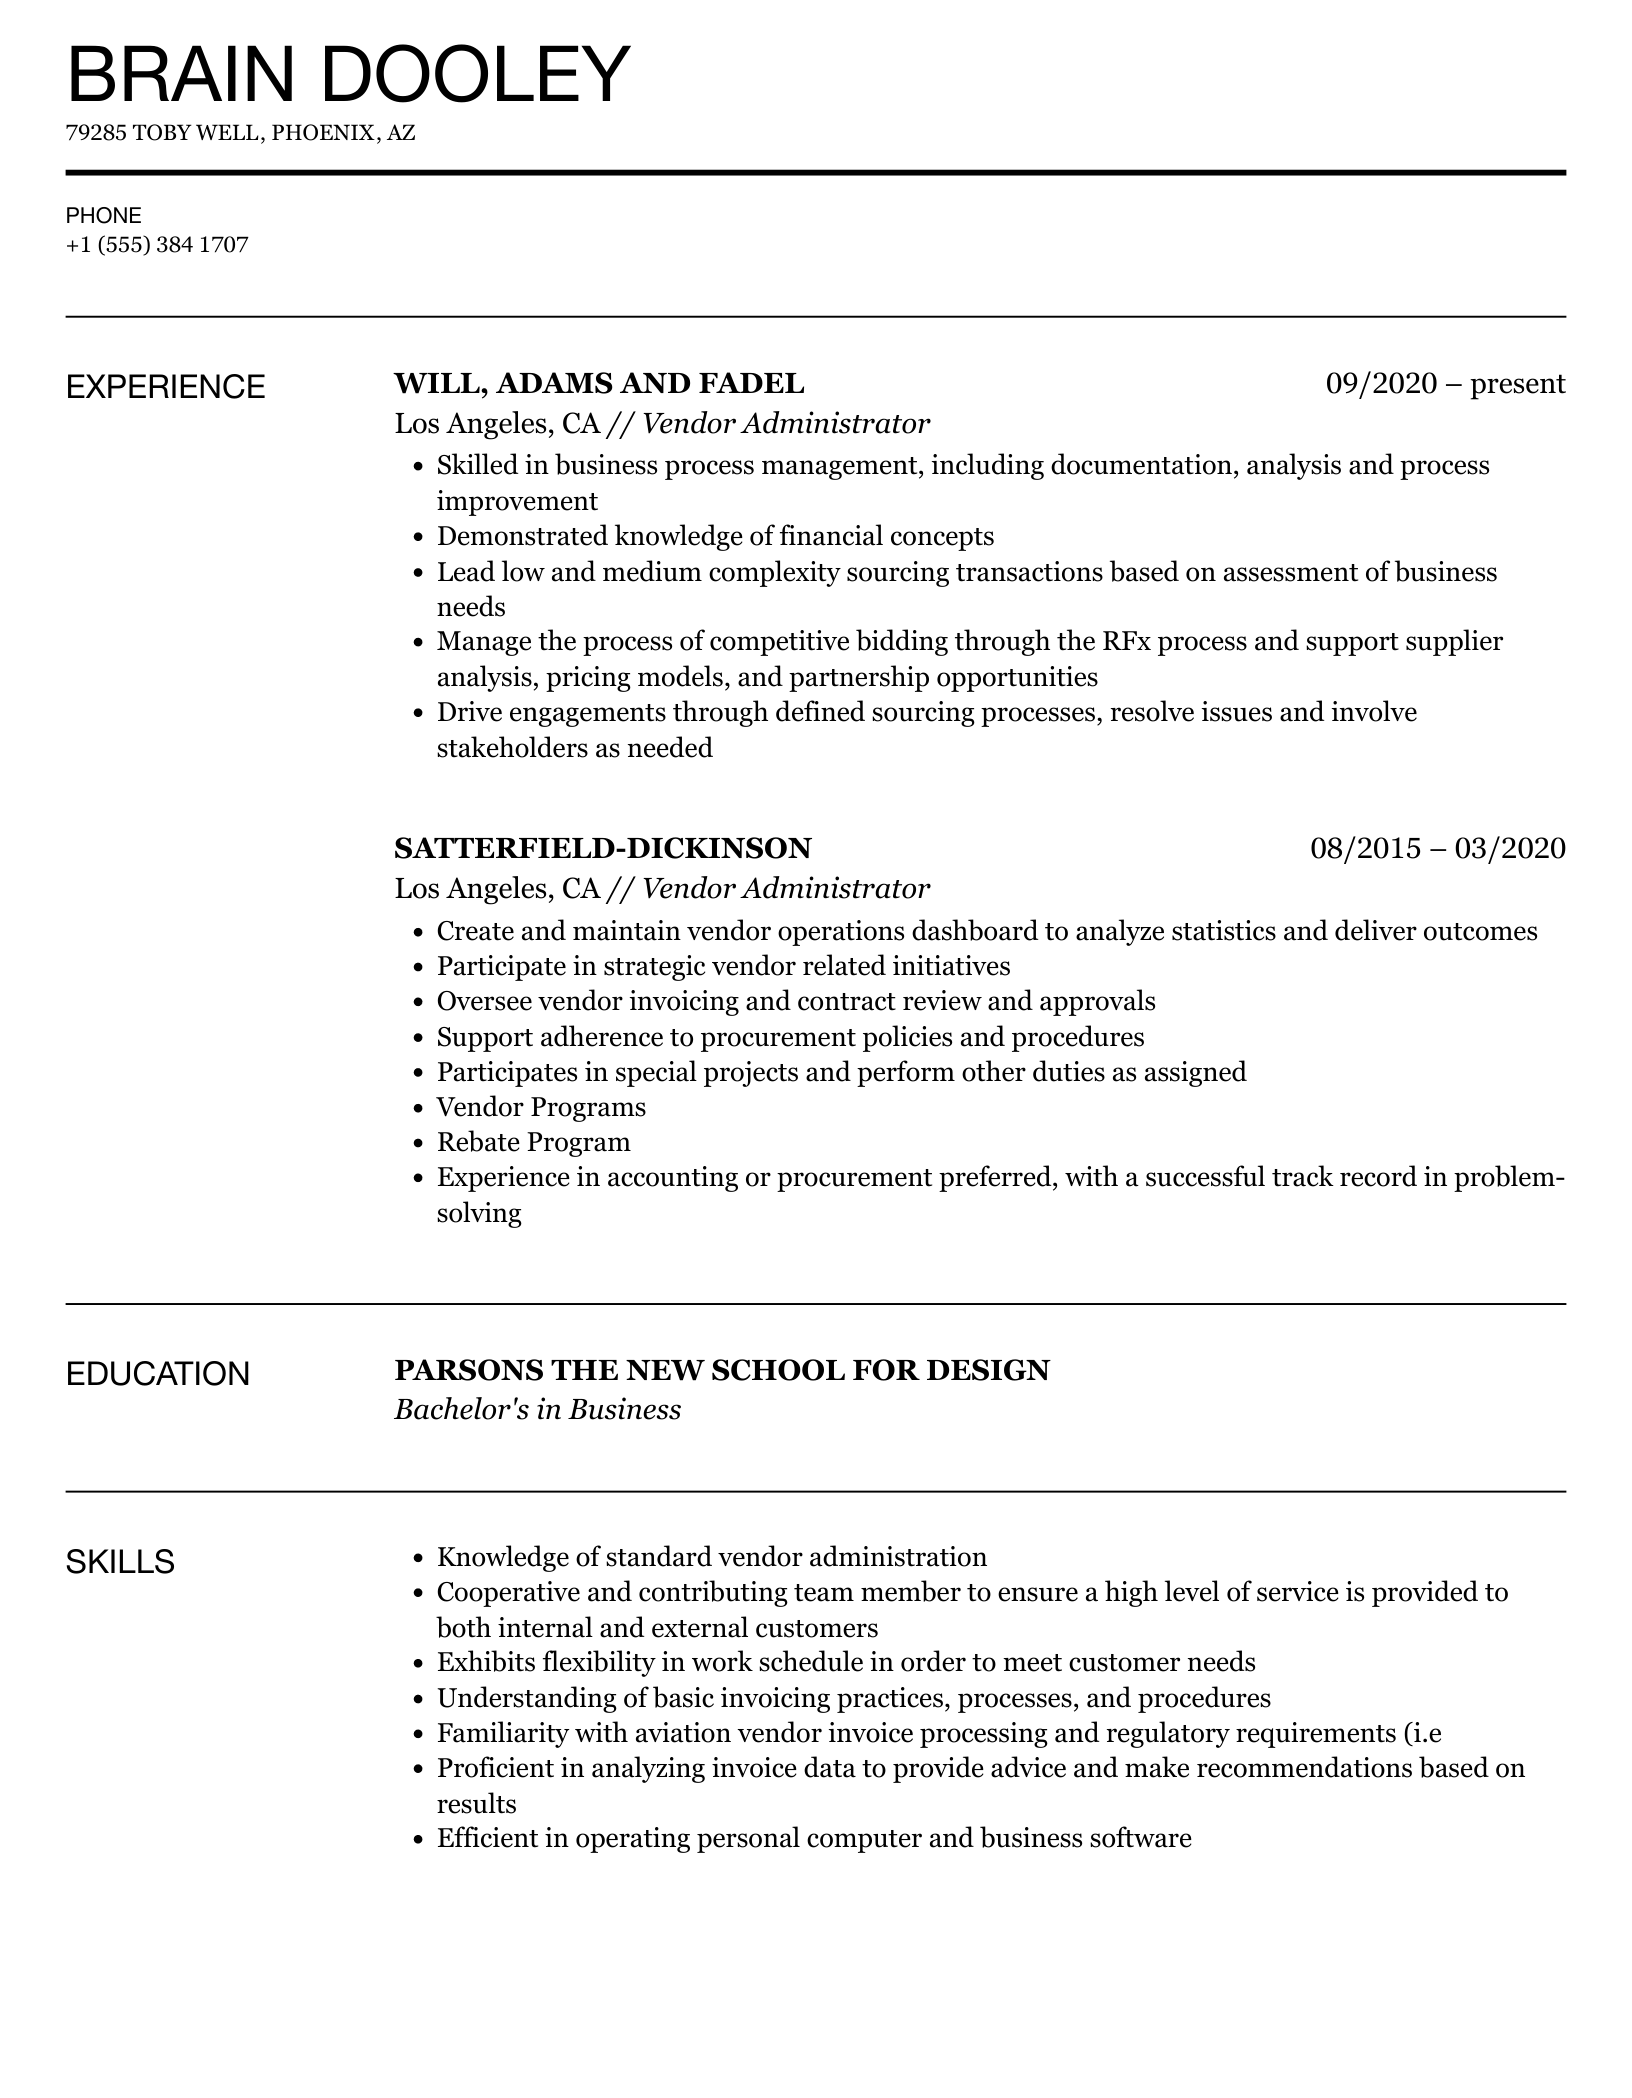 BRAIN DOOLEY
79285 TOBY WELL, PHOENIX, AZ
PHONE
+1 (555) 384 1707
EXPERIENCE
WILL, ADAMS AND FADEL
09/2020 – present
Los Angeles, CA // Vendor Administrator
• Skilled in business process management, including documentation, analysis and process
improvement
• Demonstrated knowledge of financial concepts
• Lead low and medium complexity sourcing transactions based on assessment of business
needs
• Manage the process of competitive bidding through the RFx process and support supplier
analysis, pricing models, and partnership opportunities
• Drive engagements through defined sourcing processes, resolve issues and involve
stakeholders as needed
SATTERFIELD-DICKINSON
08/2015 – 03/2020
Los Angeles, CA // Vendor Administrator
• Create and maintain vendor operations dashboard to analyze statistics and deliver outcomes
• Participate in strategic vendor related initiatives
• Oversee vendor invoicing and contract review and approvals
• Support adherence to procurement policies and procedures
• Participates in special projects and perform other duties as assigned
• Vendor Programs
• Rebate Program
• Experience in accounting or procurement preferred, with a successful track record in problem-
solving
EDUCATION
PARSONS THE NEW SCHOOL FOR DESIGN
Bachelor's in Business
SKILLS
• Knowledge of standard vendor administration
• Cooperative and contributing team member to ensure a high level of service is provided to
both internal and external customers
• Exhibits flexibility in work schedule in order to meet customer needs
• Understanding of basic invoicing practices, processes, and procedures
• Familiarity with aviation vendor invoice processing and regulatory requirements (i.e
• Proficient in analyzing invoice data to provide advice and make recommendations based on
results
• Efficient in operating personal computer and business software